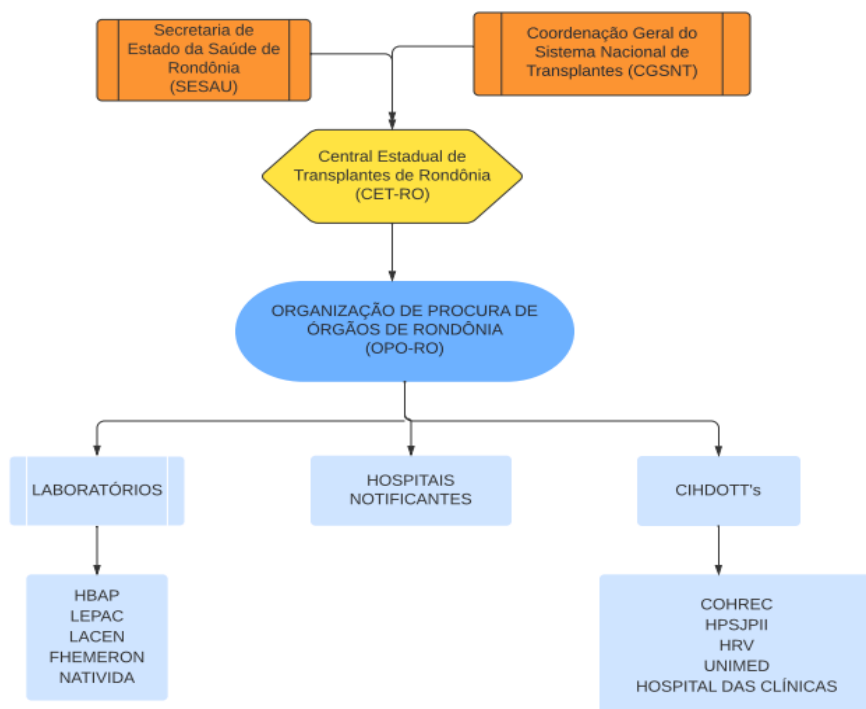 Secretaria de
Estado da Saúde de
Rondônia
(SESAU)
Coordenação Geral do
Sistema Nacional de
Transplantes (CGSNT)
Central Estadual de
Transplantes de Rondônia
(CET-RO)
ORGANIZAÇÃO DE PROCURA DE
ÓRGÃOS DE RONDÔNIA
(OPO-RO)
LABORATÓRIOS
HOSPITAIS
NOTIFICANTES
CIHDOTT's
HBAP
LEPAC
LACEN
FHEMERON
NATIVIDA
COHREC
HPSJPII
HRV
UNIMED
HOSPITAL DAS CLÍNICAS